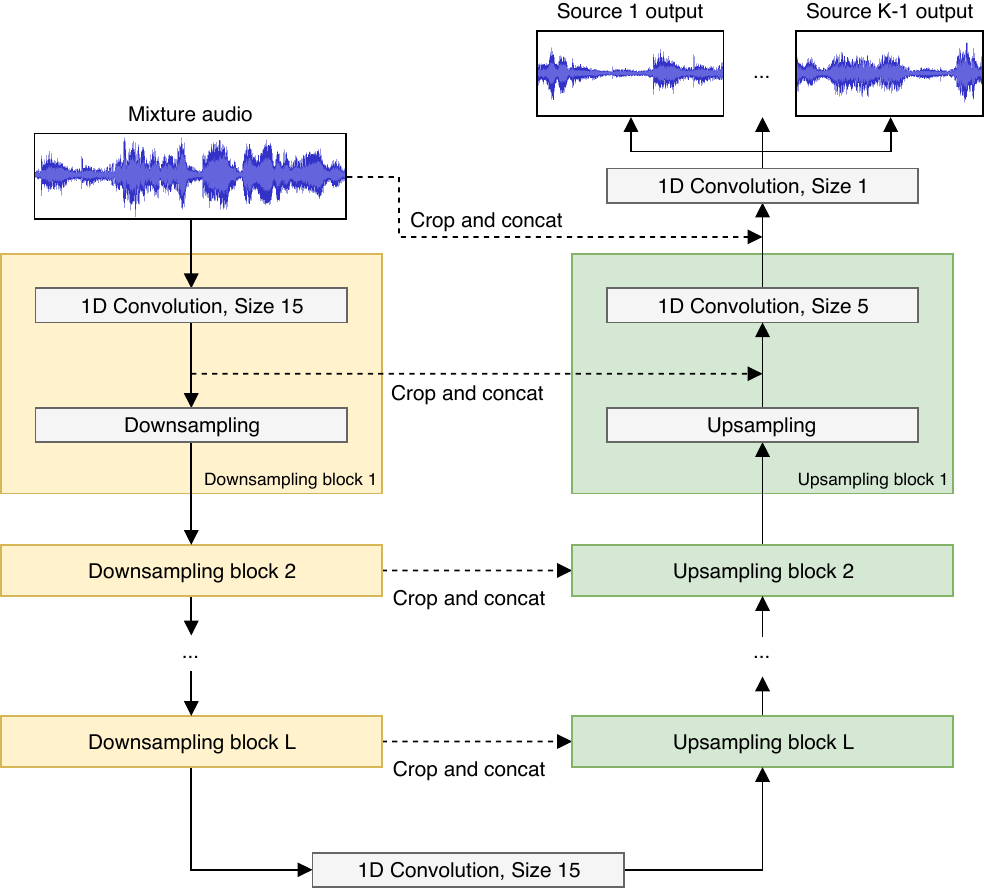 Source 1 output
Source K-1 output
...
Mixture audio
1D Convolution, Size 1
Crop and concat
1D Convolution, Size 15
1D Convolution, Size 5
Crop and concat
Downsampling
Upsampling
Downsampling block 1
Upsampling block 1
Downsampling block 2
Upsampling block 2
Crop and concat
...
...
Downsampling block L
Upsampling block L
Crop and concat
1D Convolution, Size 15